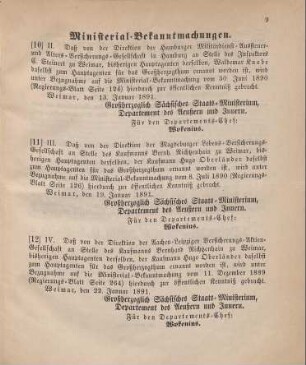 9
Ministerial-Bekanntmachungen.
[10] II. Daß von der Direktion der Hamburger Militärdienst-Aussteuer-
und Alters-Versicherungs-Gesellschaft in Hamburg an Stelle des Inspektors
C. Steinert zu Weimar, bisherigen Hauptagenten derselben, Waldemar
zum Hauptagenten für das Großherzogthum ernannt worden ist, wird
unter Bezugnahme auf die Ministerial-Bekanntmachung vom 30. Juni 1890
(Regierungs-Blatt Seite 124) hierdurch zur öffentlichen Kenntniß gebracht.
Weimar, den 13. Januar 1891.
Großherzoglich Sächsisches Staats-Ministerium,
Departement des Aeußern und Innern.
Für den Departements-Chef:
Wokenius.
[11] III. Daß von der Direktion der Magdeburger Lebens-Versicherungs-
Gesellschaft an Stelle des Kaufmanns Bernh. zu Weimar, bis-
herigen Hauptagenten derselben, der Kaufmann Hugo Oberländer daselbst
zum Hauptagenten für das Großherzogthum ernannt worden ist, wird unter
Bezugnahme auf die Ministerial-Bekanntmachung vom 8. Juli 1890 (Regierungs-
Blatt Seite 126) hierdurch zur öffentlichen Kenntniß gebracht.
Weimar, den 19. Januar 1891.
Großherzoglich Sächsisches Staats-Ministerium,
Departement des Aeußern und Innern.
Für den Departements-Chef:
Wokenius.
[12] IV. Daß von der Direktion der Aachen-Leipziger Versicherungs-Aktien-
Gesellschaft an Stelle des Kaufmanns Bernhard zu Weimar,
bisherigen Hauptagenten derselben, der Kaufmann Hugo Oberländer daselbst
zum Hauptagenten für das Großherzogthum ernannt worden ist, wird unter
Bezugnahme auf die Ministerial-Bekanntmachung vom 11. Dezember 1889
(Regierungs-Blatt Seite 264) hierdurch zur öffentlichen Kenntniß gebracht.
Weimar, den 22. Januar 1891.
Großherzoglich Sächsisches Staats-Ministerium,
Departement des Aeußern und Innern.
Für den Departements-Chef:
Wokenius.